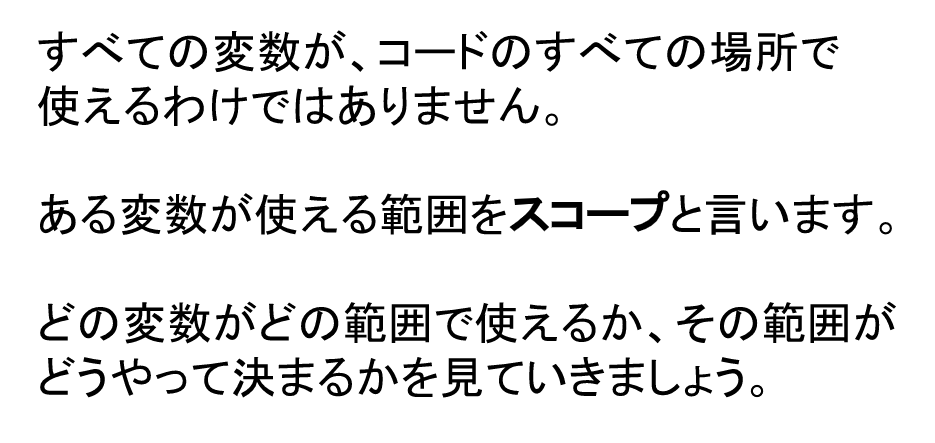 すべての変数が、コードのすべての場所で
使えるわけではありません。
ある変数が使える範囲をスコープと言います。
どの変数がどの範囲で使えるか、その範囲が
どうやって決まるかを見ていきましょう。